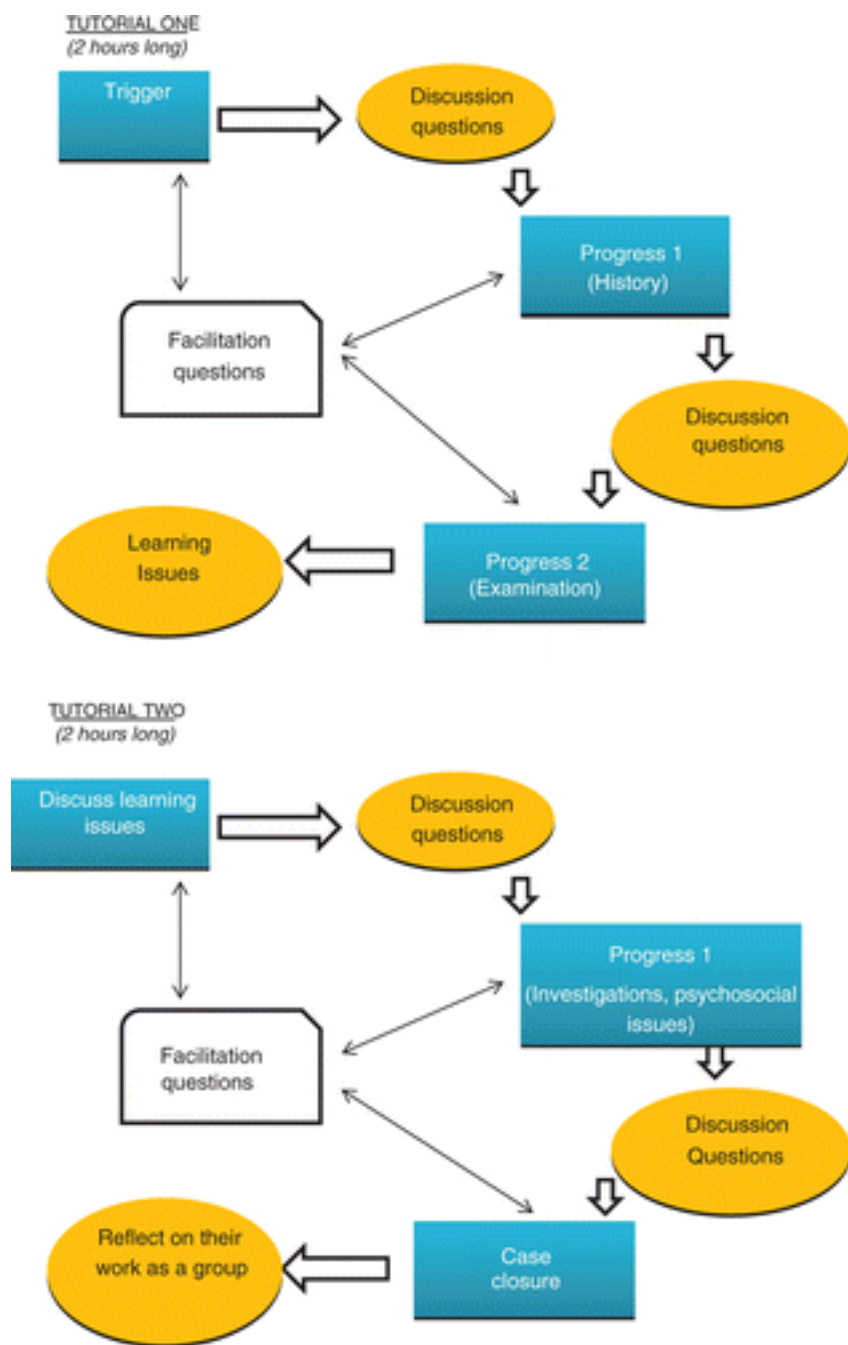 TUTORIAL ONE
(2 hours long)
Trigger
Discussion
questions
Progress 1
(History)
Facilitation
questions
Discussion
questions
Learning
Issues
Progress 2
(Examination)
TUTORIAL TWO
(2 hours long)
Discuss learning
issues
Discussion
questions
Progress 1
(Investigations, psychosocial
issues)
Facilitation
questions
Discussion
Questions
Reflect on their
work as a group
Case
closure